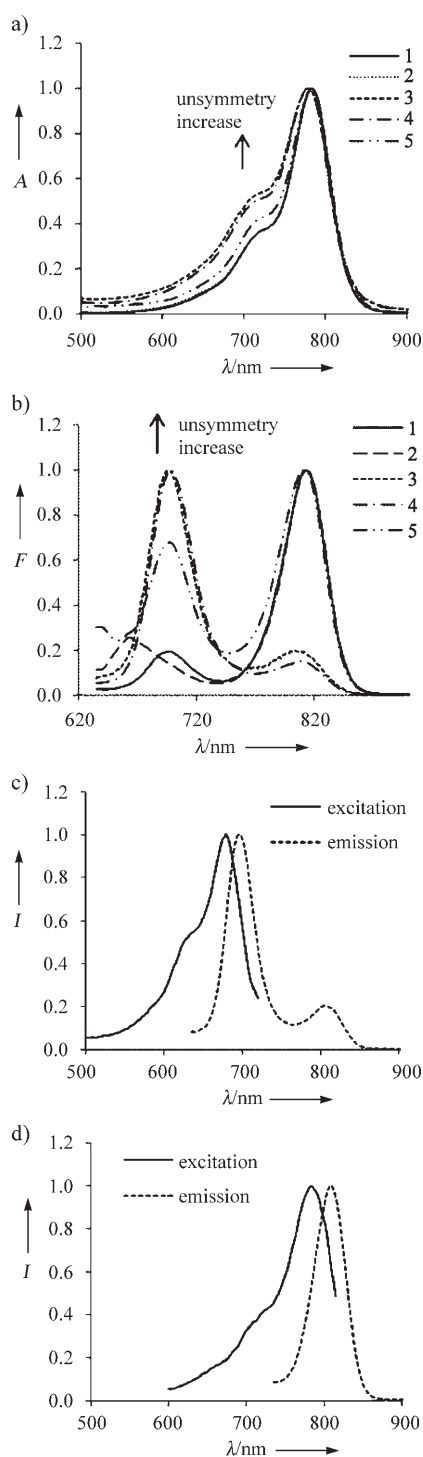 a)
1.2
1.0
0.8
0.6
0.4
0.2
0.0
A
unsymmetry
increase
1
2
3
4
5
500 600 700 800 900
λ/nm
b)
1.2
1.0
0.8
0.6
0.4
0.2
0.0
F
unsymmetry
increase
1
2
3
4
5
620 720 820
λ/nm
c)
1.2
1.0
0.8
0.6
0.4
0.2
0.0
I
excitation
emission
500 600 700 800 900
λ/nm
d)
1.2
1.0
0.8
0.6
0.4
0.2
0.0
I
excitation
emission
500 600 700 800 900
λ/nm